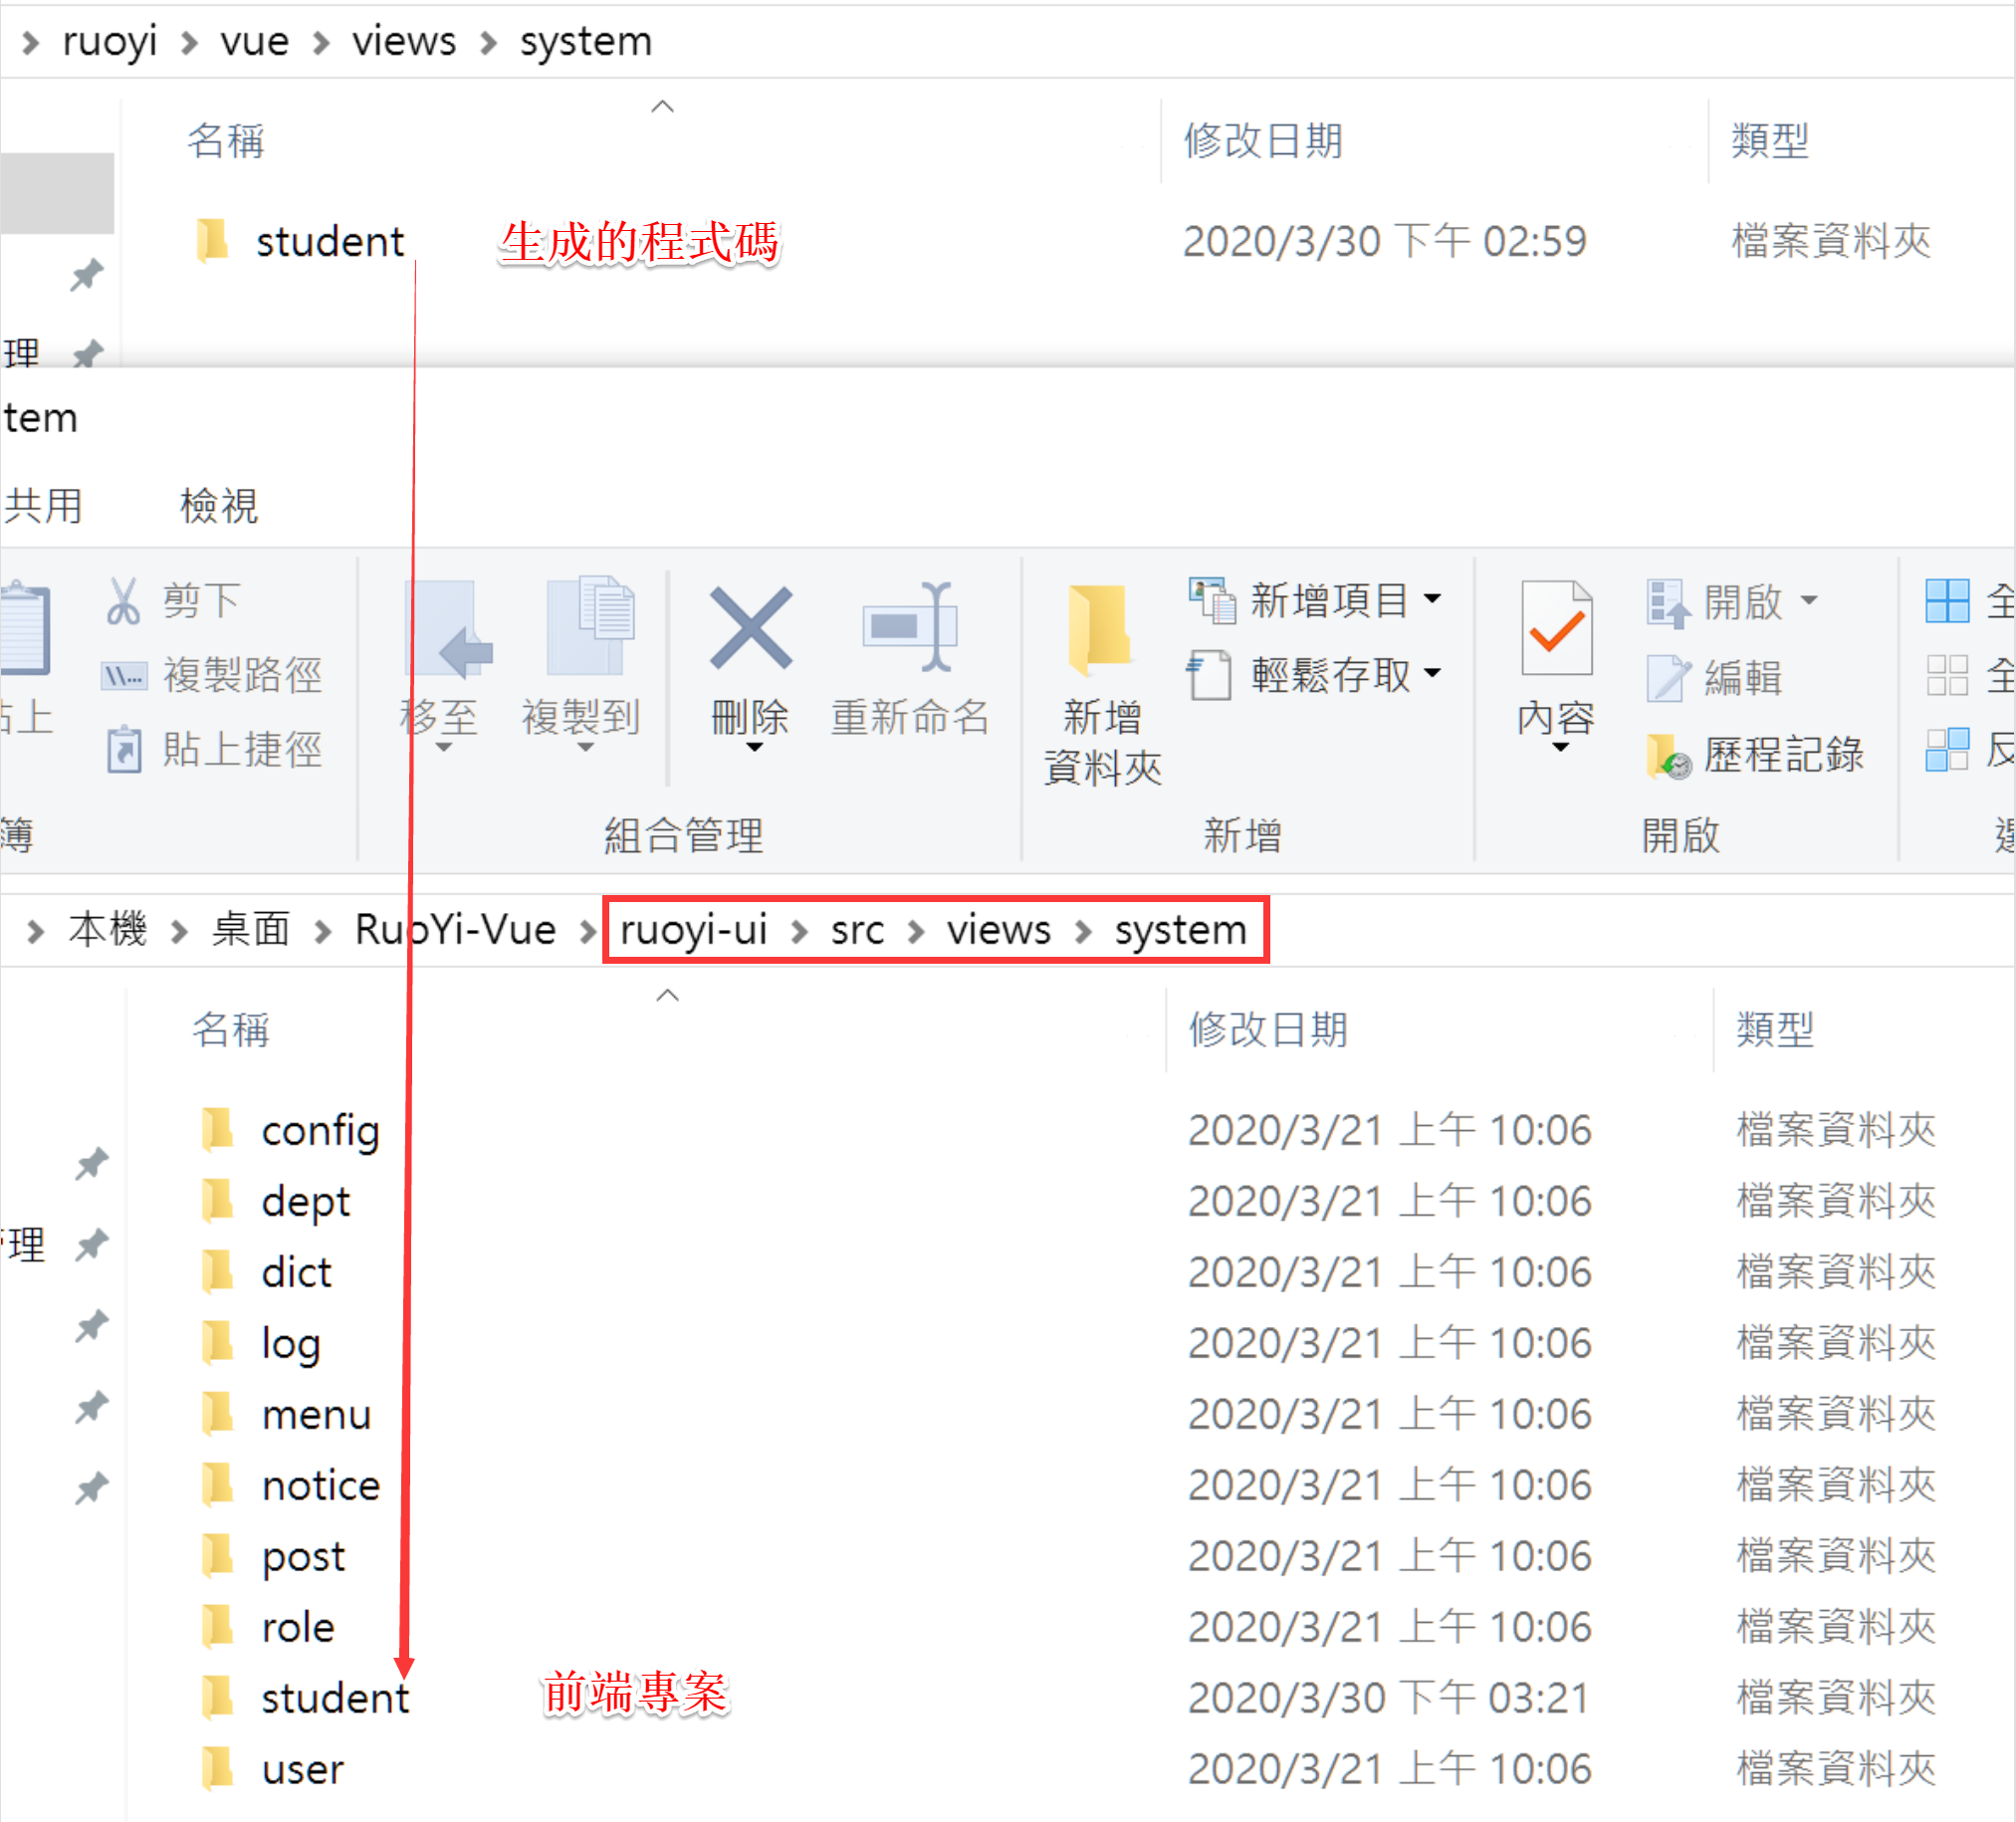 ruoyi > vue > views > system
名稱 修改日期 類型
student 生成的程式碼 2020/3/30 下午 02:59 檔案資料夾
理
tem
共用 檢視
剪下
複製路徑
貼上捷徑
上
移至
複製到
刪除
重新命名
組合管理
新增
資料夾
新增項目
輕鬆存取
新增
內容
開啟
編輯
歷程記錄
開啟
全
全
反
簿
選
> 本機 > 桌面 > RuoYi-Vue > ruoyi-ui > src > views > system
名稱 修改日期 類型
config 2020/3/21 上午 10:06 檔案資料夾
dept 2020/3/21 上午 10:06 檔案資料夾
理
dict 2020/3/21 上午 10:06 檔案資料夾
log 2020/3/21 上午 10:06 檔案資料夾
menu 2020/3/21 上午 10:06 檔案資料夾
notice 2020/3/21 上午 10:06 檔案資料夾
post 2020/3/21 上午 10:06 檔案資料夾
role 2020/3/21 上午 10:06 檔案資料夾
student 前端專案 2020/3/30 下午 03:21 檔案資料夾
user 2020/3/21 上午 10:06 檔案資料夾